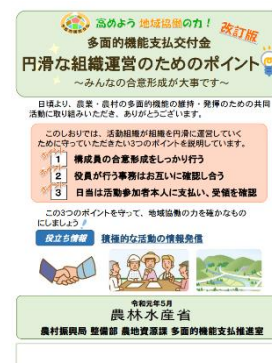 高めよう 地域協働の力！
改訂版
多面的機能支払交付金
円滑な組織運営のためのポイント
～みんなの合意形成が大事です～
日頃より、農業・農村の多面的機能の維持・発揮のための共同
活動に取り組みいただき、ありがとうございます。
このしおりでは、活動組織が組織を円滑に運営していく
ために守っていただきたい3つのポイントを説明しています。
1 構成員の合意形成をしっかり行う
2 役員が行う事務はお互いに確認し合う
3 日当は活動参加者本人に支払い、受領を確認
この3つのポイントを守って、地域協働の力を確かなもの
にしましょう♪
役立ち情報 積極的な活動の情報発信
令和元年5月
農林水産省
農村振興局 整備部 農地資源課 多面的機能支払推進室